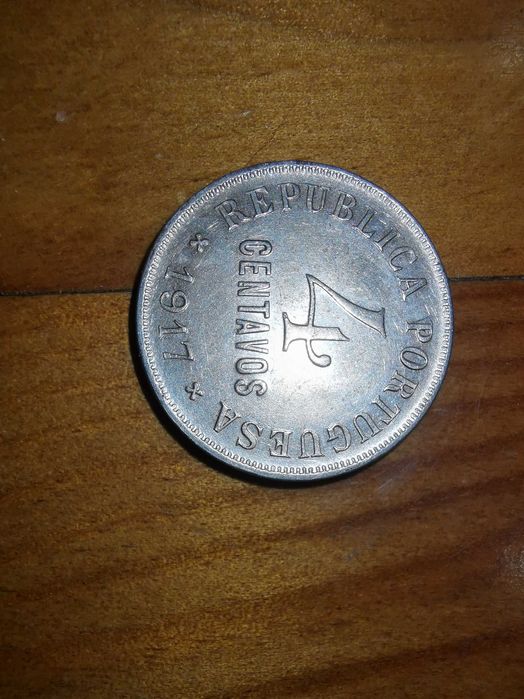 REPUBLICA PORTUGUESA
4
CENTAVOS
* 1917 *